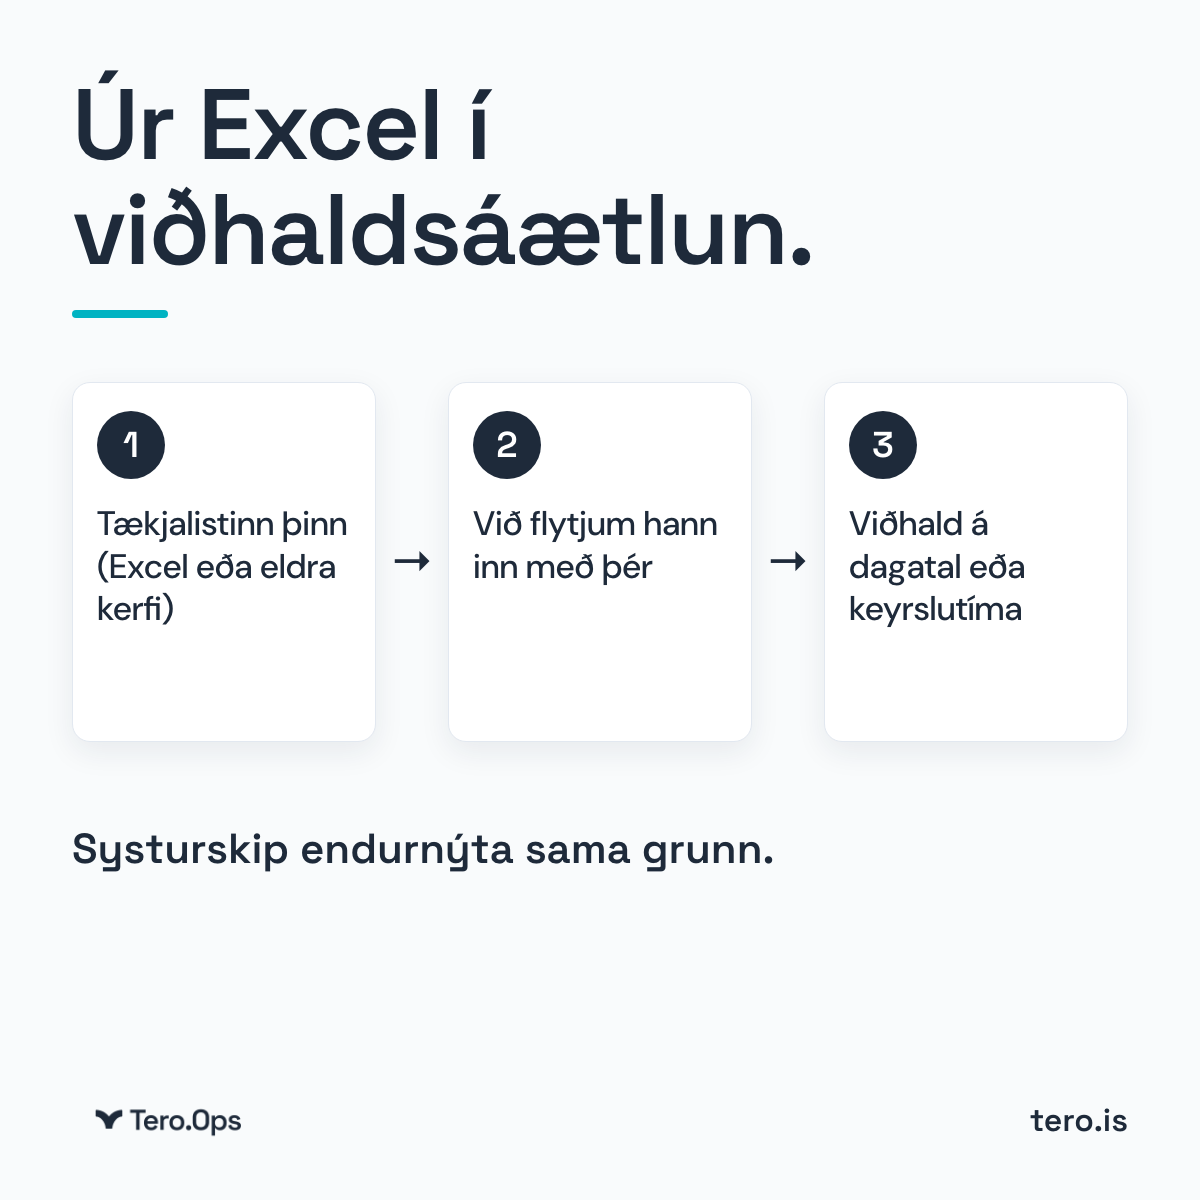 Úr Excel í
viðhaldsáætlun.
1
Tækjalistinn þinn
(Excel eða eldra
kerfi)
→
2
Við flytjum hann
inn með þér
→
3
Viðhald á
dagatal eða
keyrslutíma
Systurskip endurnýta sama grunn.
Tero.Ops
tero.is